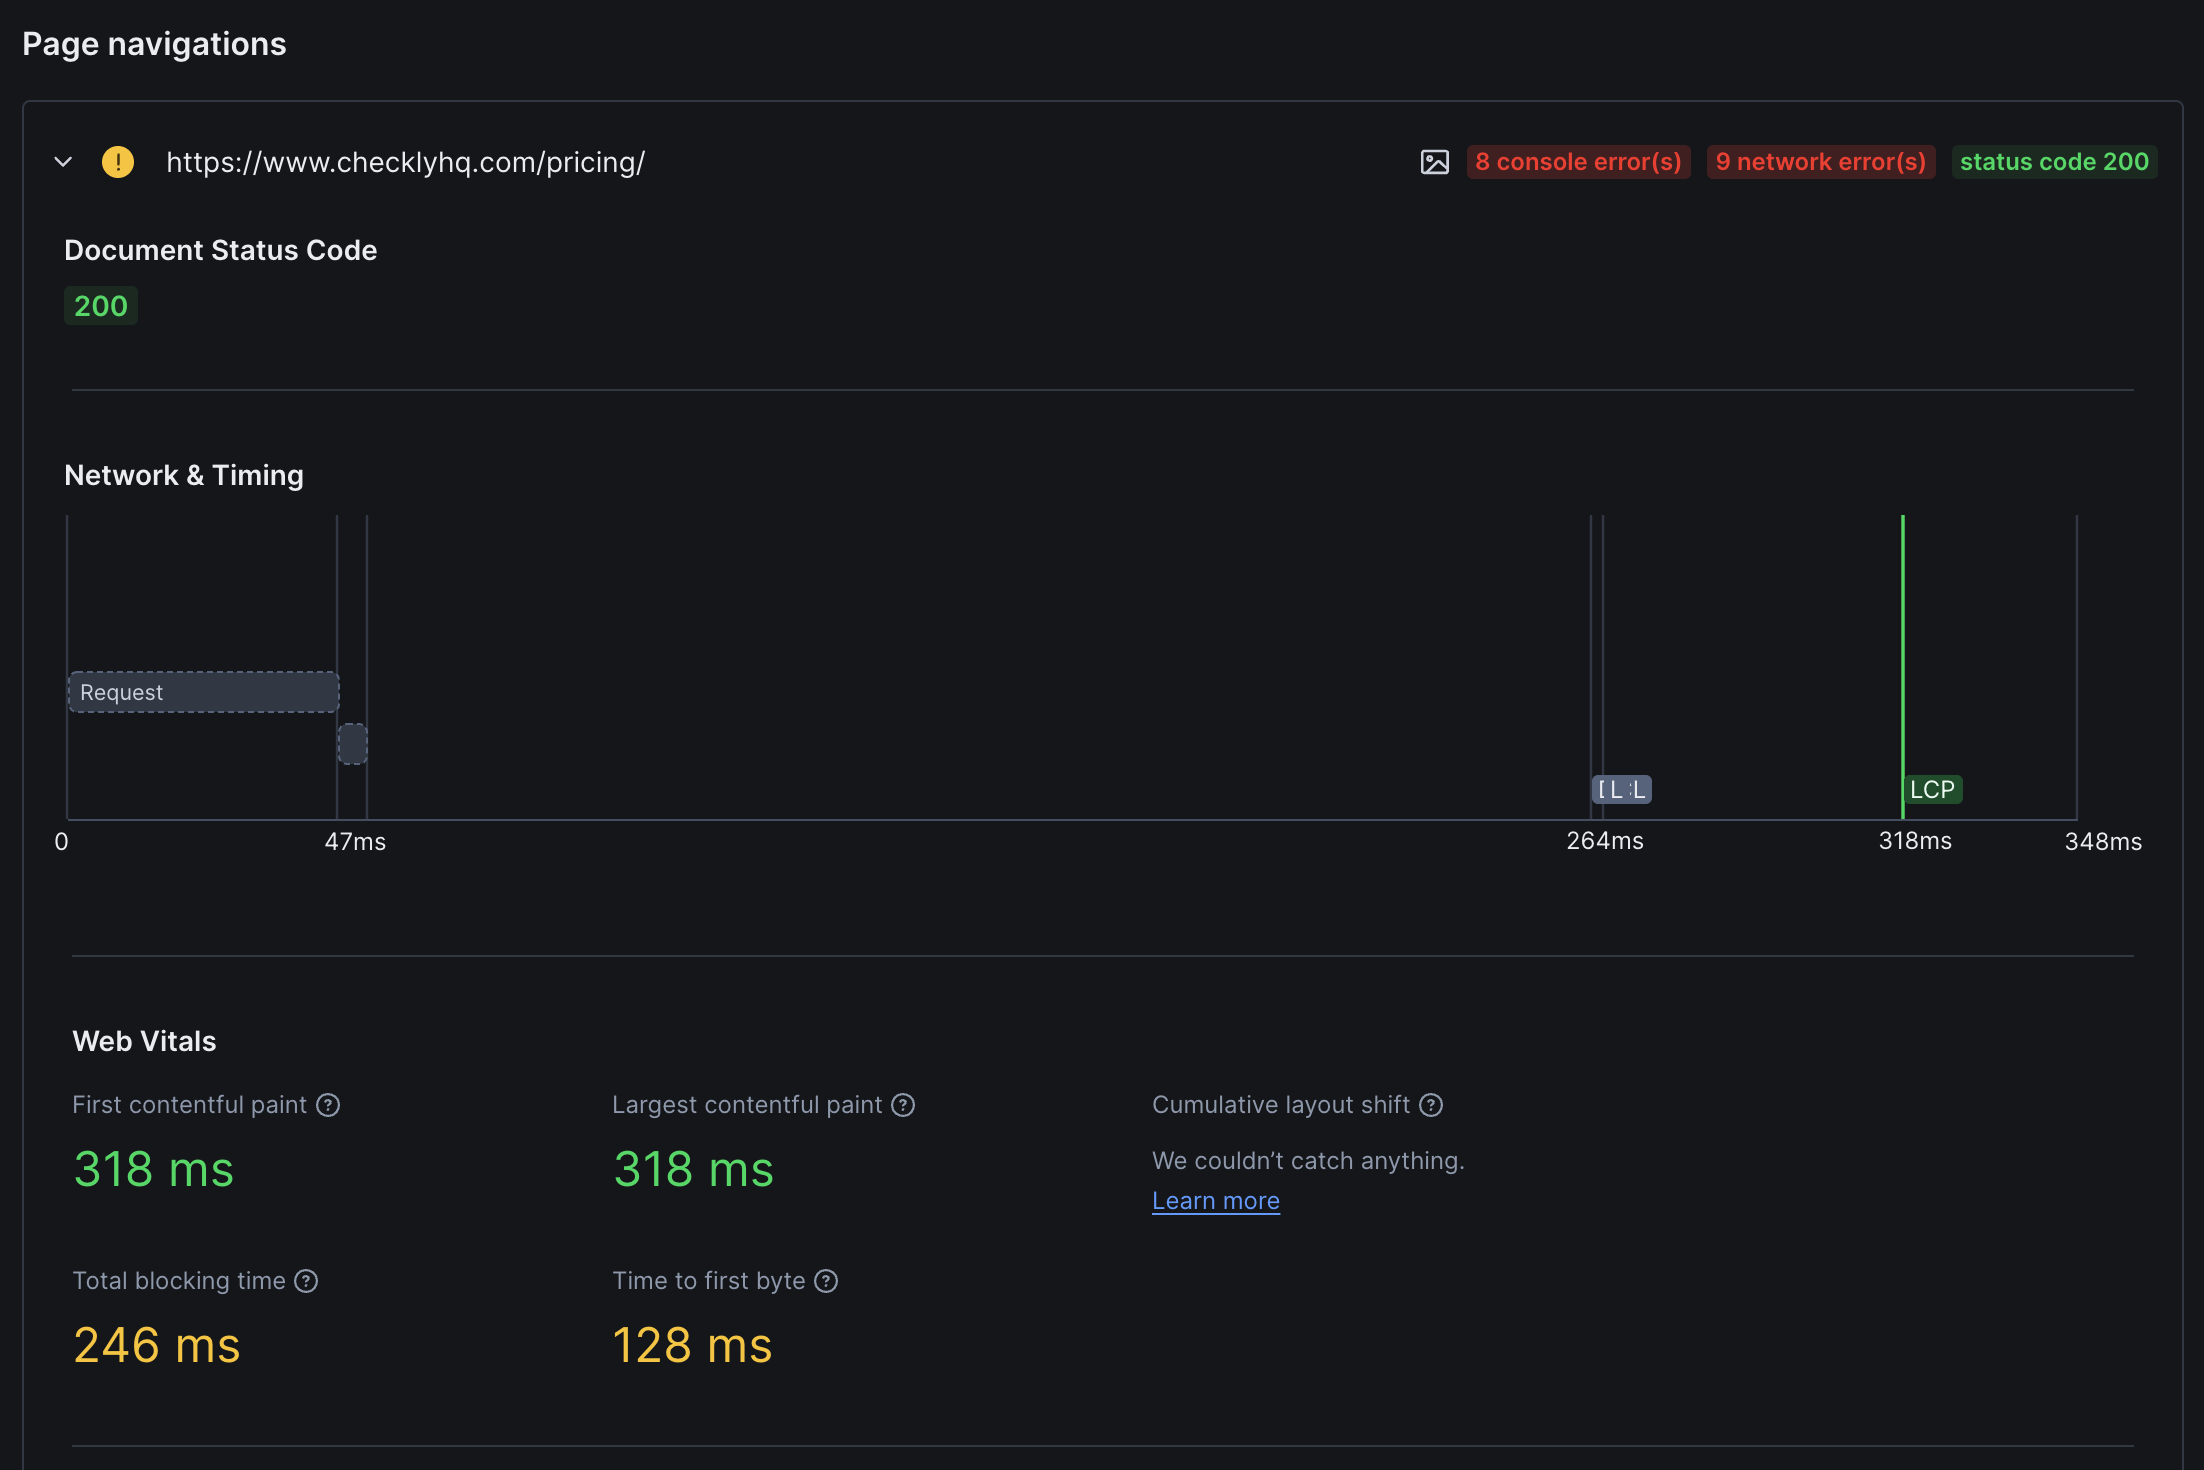 Page navigations
https://www.checklyhq.com/pricing/
8 console error(s)
9 network error(s)
status code 200
Document Status Code
200
Network & Timing
Request
LCP
0
47ms
264ms
318ms
348ms
Web Vitals
First contentful paint
318 ms
Largest contentful paint
318 ms
Cumulative layout shift
We couldn’t catch anything.
Learn more
Total blocking time
246 ms
Time to first byte
128 ms